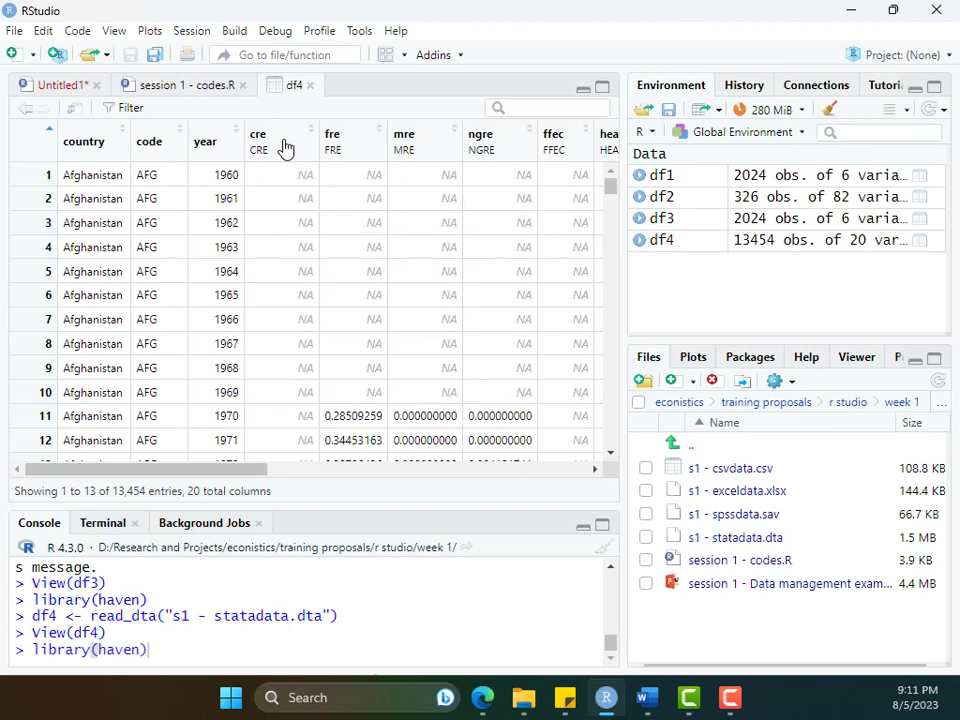 RStudio
File Edit Code View Plots Session Build Debug Profile Tools Help
Go to file/function Addins Project: (None)
Untitled1* session 1 - codes.R df4
Filter
country code year cre fre mre ngre ffec hea
CRE FRE MRE NGRE FFEC HEA
1 Afghanistan AFG 1960 NA NA NA NA NA
2 Afghanistan AFG 1961 NA NA NA NA NA
3 Afghanistan AFG 1962 NA NA NA NA NA
4 Afghanistan AFG 1963 NA NA NA NA NA
5 Afghanistan AFG 1964 NA NA NA NA NA
6 Afghanistan AFG 1965 NA NA NA NA NA
7 Afghanistan AFG 1966 NA NA NA NA NA
8 Afghanistan AFG 1967 NA NA NA NA NA
9 Afghanistan AFG 1968 NA NA NA NA NA
10 Afghanistan AFG 1969 NA NA NA NA NA
11 Afghanistan AFG 1970 NA 0.28509259 0.000000000 0.000000000 NA
12 Afghanistan AFG 1971 NA 0.34453163 0.000000000 0.000000000 NA
Showing 1 to 13 of 13,454 entries, 20 total columns
Console Terminal Background Jobs
R 4.3.0 · D:/Research and Projects/econistics/training proposals/r studio/week 1/
s message.
> View(df3)
> library(haven)
> df4 <- read_dta("s1 - statadata.dta")
> View(df4)
> library(haven)
Environment History Connections Tutori
280 MiB
R Global Environment
Data
df1 2024 obs. of 6 varia…
df2 326 obs. of 82 varia…
df3 2024 obs. of 6 varia…
df4 13454 obs. of 20 var…
Files Plots Packages Help Viewer
econistics training proposals r studio week 1 ...
Name Size
..
s1 - csvdata.csv 108.8 KB
s1 - exceldata.xlsx 144.4 KB
s1 - spssdata.sav 66.7 KB
s1 - statadata.dta 1.5 MB
session 1 - codes.R 3.9 KB
session 1 - Data management exam... 4.4 MB
Search
9:11 PM
8/5/2023